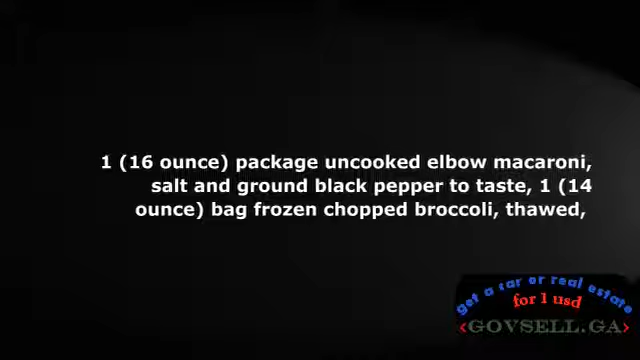 1 (16 ounce) package uncooked elbow macaroni,
salt and ground black pepper to taste, 1 (14
ounce) bag frozen chopped broccoli, thawed,
get a car or real estate
for 1 usd
‹GOVSELL.GA›